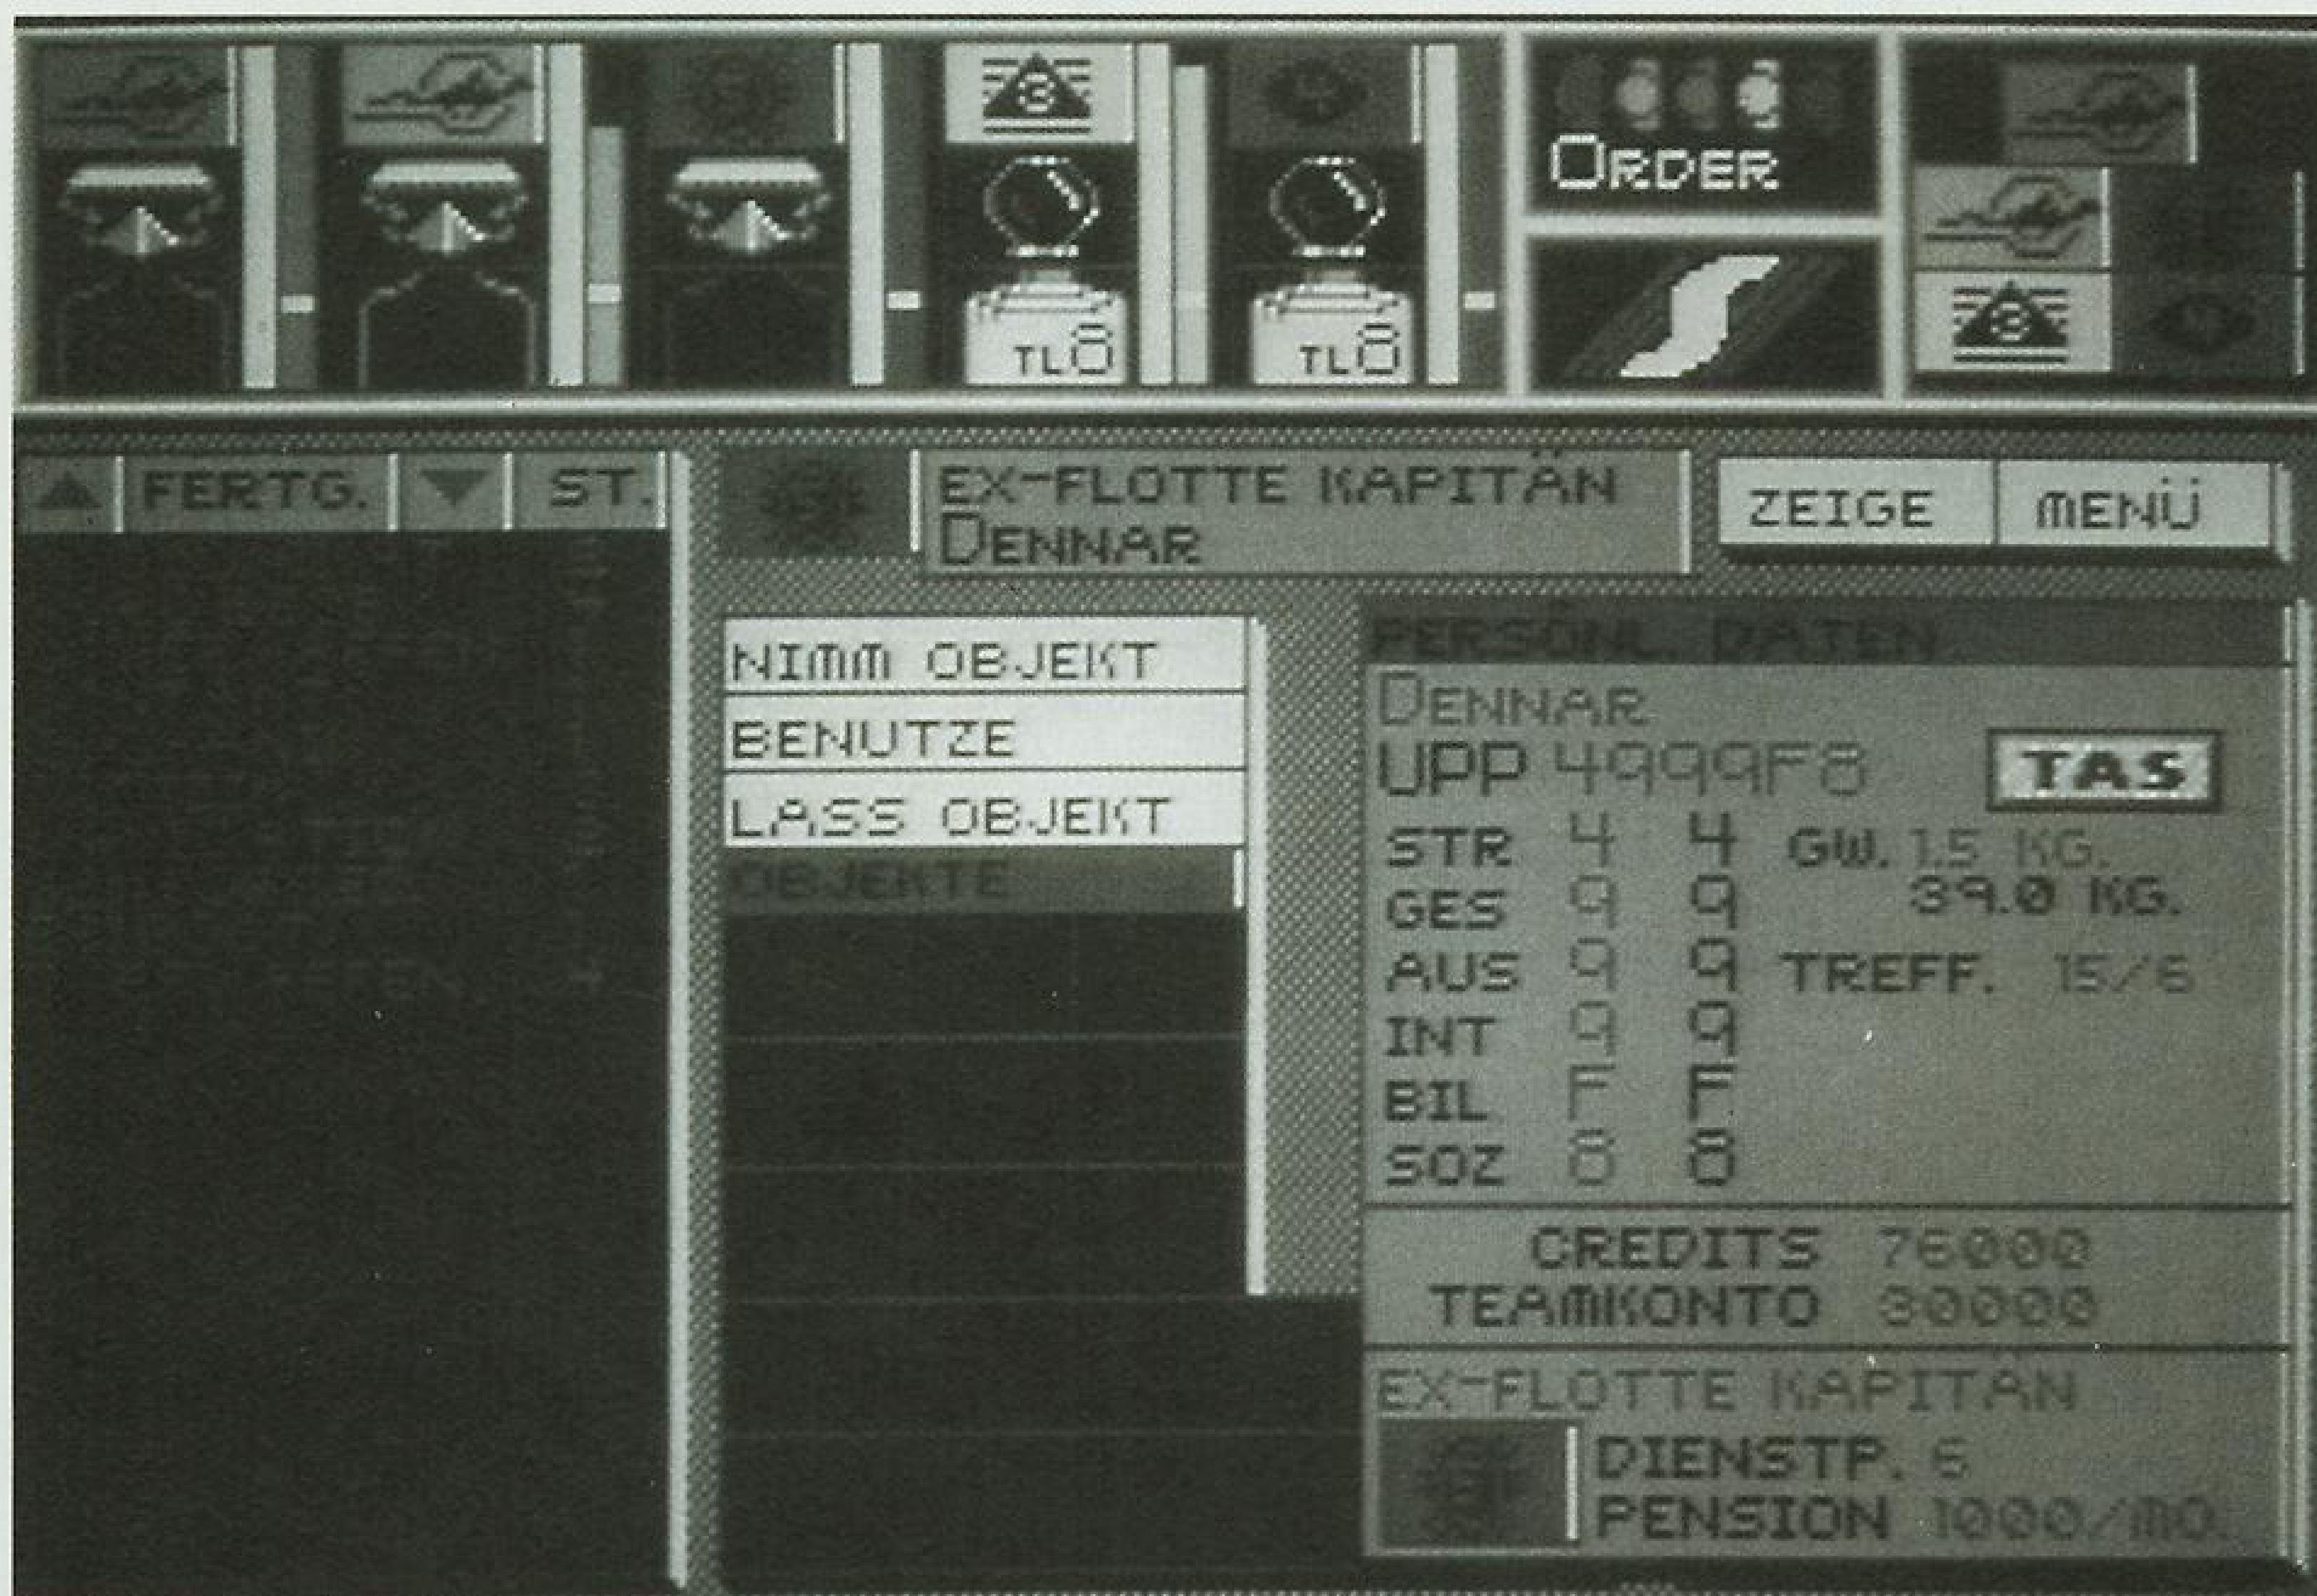 3
ORDER
TL8
TL8
3
FERTG.
ST.
EX-FLOTTE KAPITÄN
DENNAR
ZEIGE
MENÜ
NIMM OBJEKT
BENUTZE
LASS OBJEKT
OBJEKTE
PERSÖNL. DATEN
DENNAR
UPP 4999F8
TAS
STR 4 4 GW. 1.5 KG.
GES 9 9 39.0 KG.
AUS 9 9 TREFF. 15/6
INT 9 9
BIL F F
SOZ 8 8
CREDITS 76000
TEAMKONTO 30000
EX-FLOTTE KAPITÄN
DIENSTP. 6
PENSION 1000/MO.